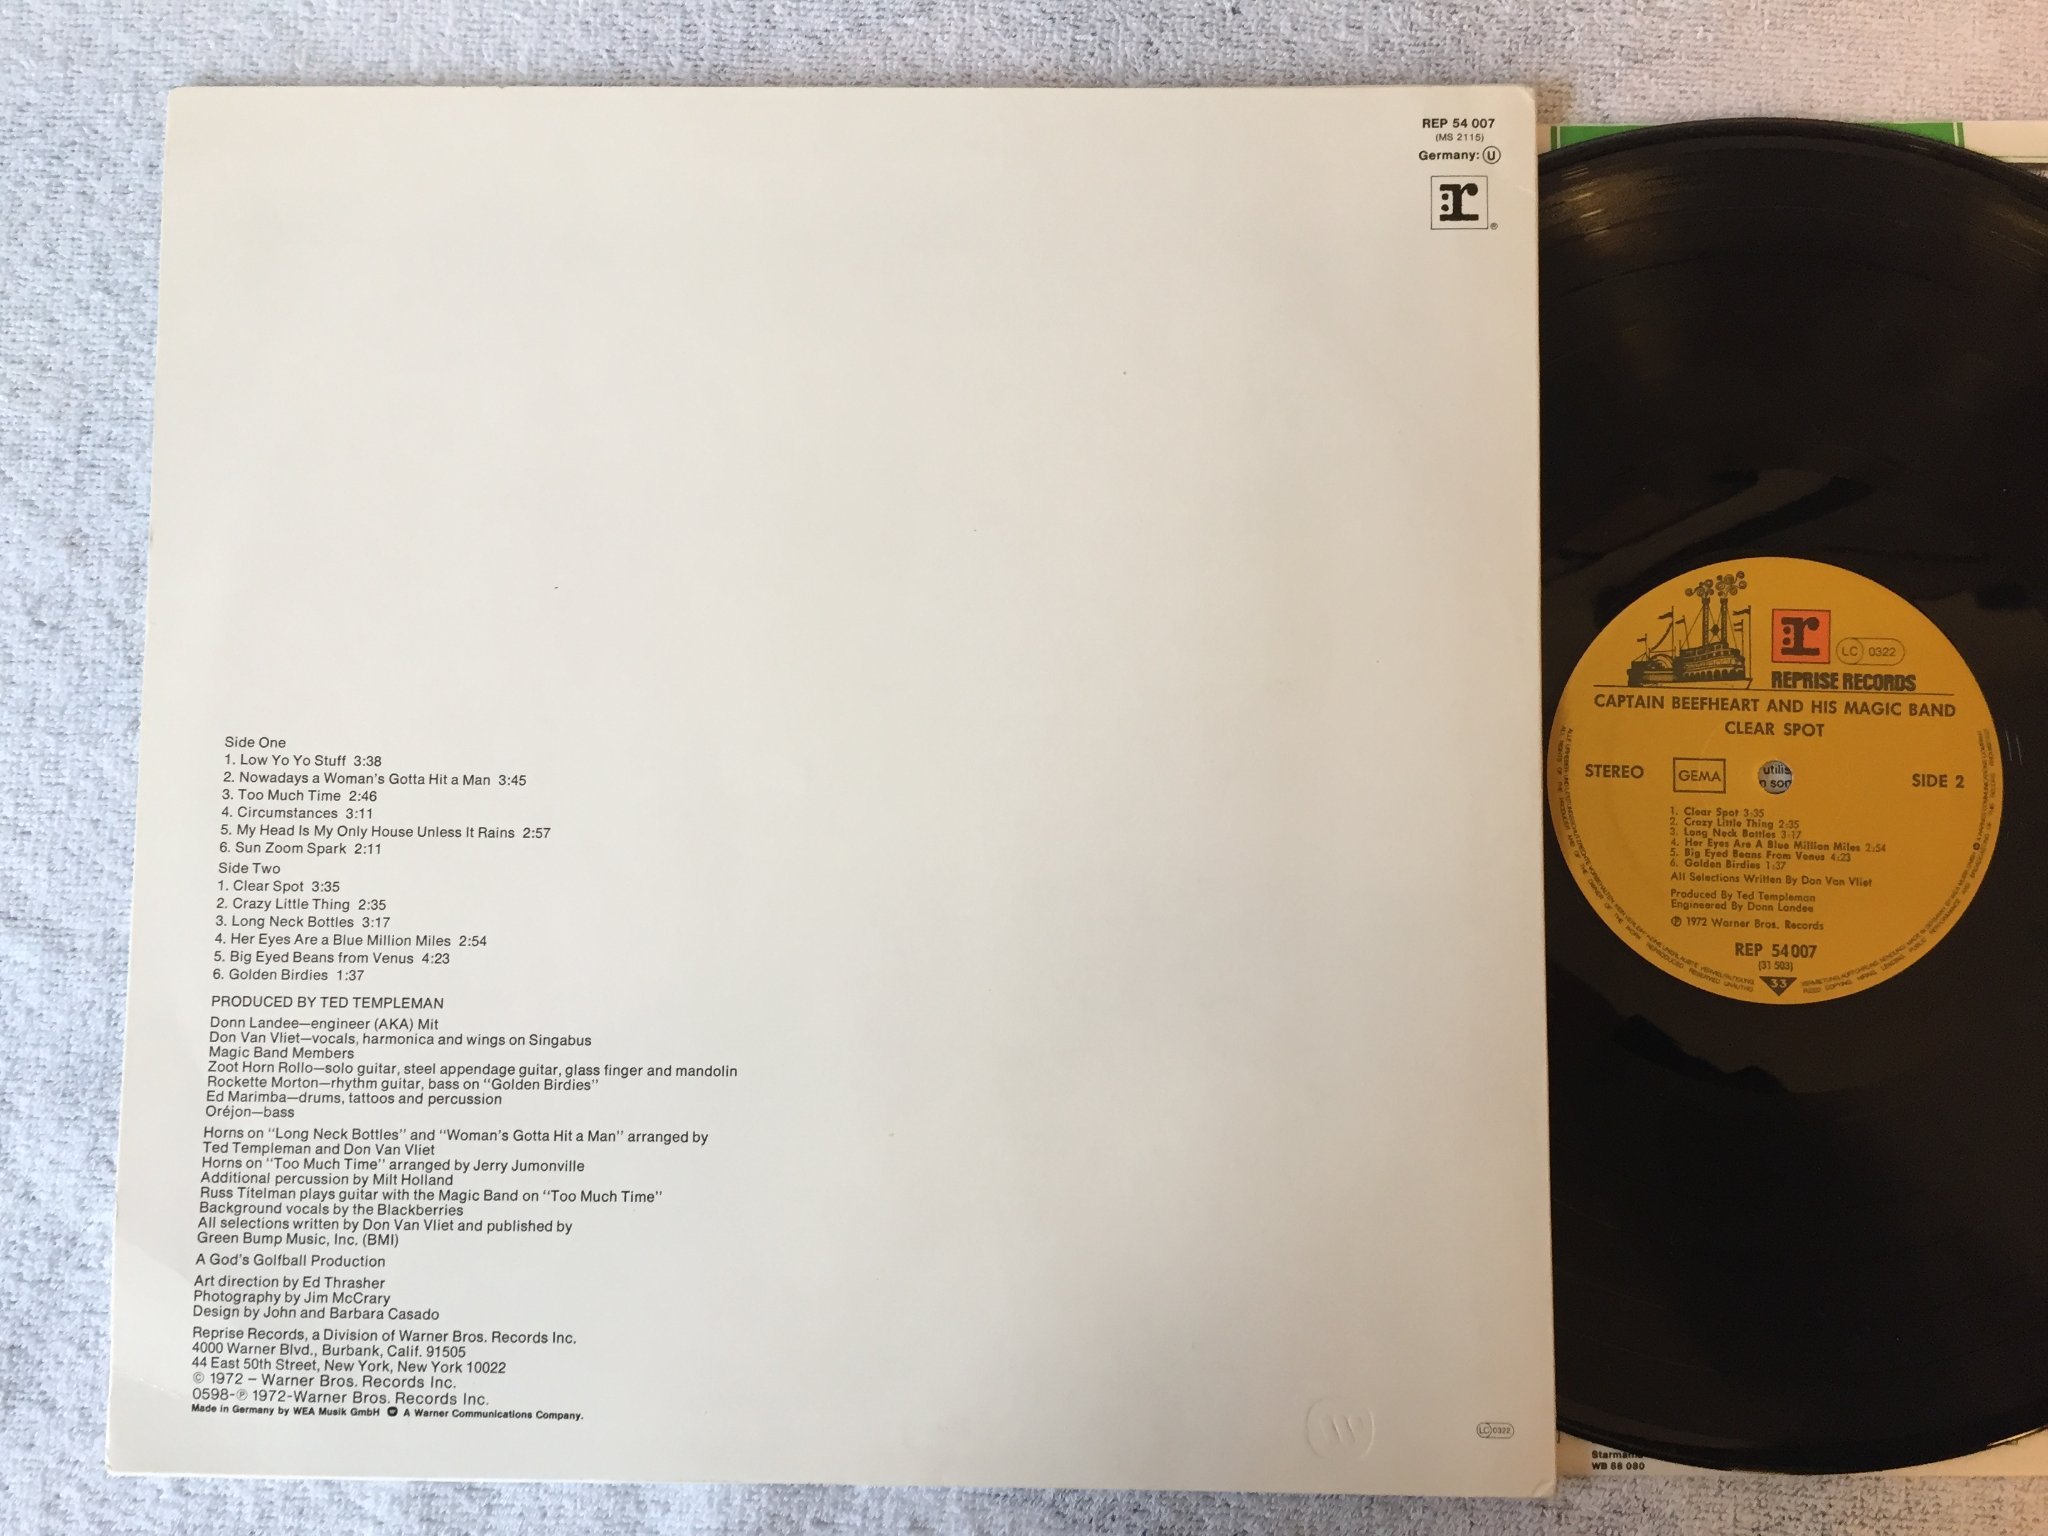 REP 54 007
(MS 2115)
Germany: U
r
®
Side One
1. Low Yo Yo Stuff 3:38
2. Nowadays a Woman's Gotta Hit a Man 3:45
3. Too Much Time 2:46
4. Circumstances 3:11
5. My Head Is My Only House Unless It Rains 2:57
6. Sun Zoom Spark 2:11
Side Two
1. Clear Spot 3:35
2. Crazy Little Thing 2:35
3. Long Neck Bottles 3:17
4. Her Eyes Are a Blue Million Miles 2:54
5. Big Eyed Beans from Venus 4:23
6. Golden Birdies 1:37
PRODUCED BY TED TEMPLEMAN
Donn Landee—engineer (AKA) Mit
Don Van Vliet—vocals, harmonica and wings on Singabus
Magic Band Members
Zoot Horn Rollo—solo guitar, steel appendage guitar, glass finger and mandolin
Rockette Morton—rhythm guitar, bass on "Golden Birdies"
Ed Marimba—drums, tattoos and percussion
Oréjon—bass
Horns on "Long Neck Bottles" and "Woman's Gotta Hit a Man" arranged by
Ted Templeman and Don Van Vliet
Horns on "Too Much Time" arranged by Jerry Jumonville
Additional percussion by Milt Holland
Russ Titelman plays guitar with the Magic Band on "Too Much Time"
Background vocals by the Blackberries
All selections written by Don Van Vliet and published by
Green Bump Music, Inc. (BMI)
A God's Golfball Production
Art direction by Ed Thrasher
Photography by Jim McCrary
Design by John and Barbara Casado
Reprise Records, a Division of Warner Bros. Records Inc.
4000 Warner Blvd., Burbank, Calif. 91505
44 East 50th Street, New York, New York 10022
© 1972 – Warner Bros. Records Inc.
0598-℗ 1972-Warner Bros. Records Inc.
Made in Germany by WEA Musik GmbH A Warner Communications Company.
LC 0322
r
LC 0322
REPRISE RECORDS
CAPTAIN BEEFHEART AND HIS MAGIC BAND
CLEAR SPOT
STEREO
GEMA
utilis
son
SIDE 2
1. Clear Spot 3:35
2. Crazy Little Thing 2:35
3. Long Neck Bottles 3:17
4. Her Eyes Are A Blue Million Miles 2:54
5. Big Eyed Beans From Venus 4:23
6. Golden Birdies 1:37
All Selections Written By Don Van Vliet
Produced By Ted Templeman
Engineered By Donn Landee
℗ 1972 Warner Bros. Records
REP 54007
(31 503)
33
WB 56 080